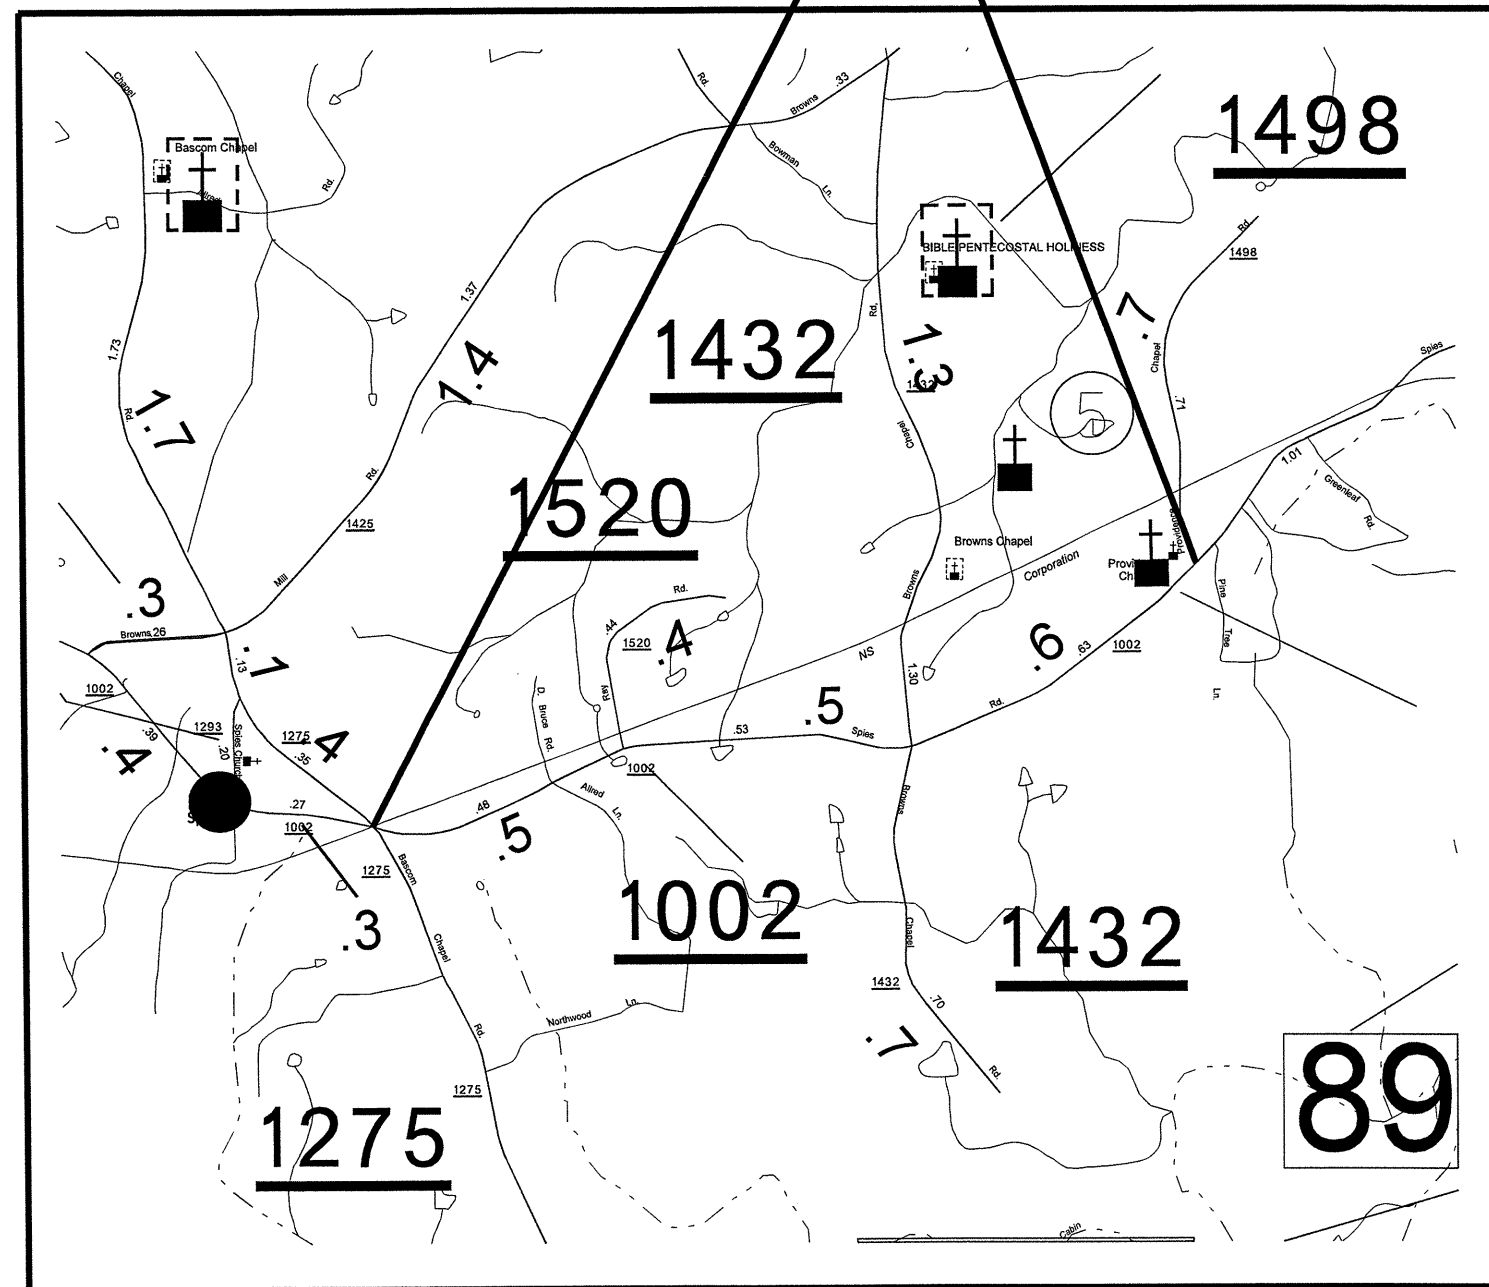 Chapel
Rd.
Browns
.33
1498
Bascom Chapel
Rd.
Bowman
Ln.
Rd.
1498
BIBLE PENTECOSTAL HOLINESS
1.37
Rd.
1.3
.7
1.73
1.4
1432
1432
Chapel
Spies
Rd.
1.7
Chapel
.71
5
Rd.
1.01
Greenleaf
Rd.
1520
1425
Browns Chapel
Providence
Corporation
Mill
.3
Browns
Pine
Browns .26
Rd.
.44
1520
.4
.6
.63
1002
Tree
.13
.1
NS
1.30
1002
Ray
D. Bruce Rd.
.5
Rd.
Ln.
1293
1275
.4
.39
.20
Spies Church
.35
.53
Spies
.4
1002
Allred
Ln.
Browns
.27
.46
1002
.5
1275
Bascom
.3
1002
1432
Chapel
Chapel
1432
.70
Northwood
Ln.
Rd.
.7
Rd.
1275
1275
89
Cabin